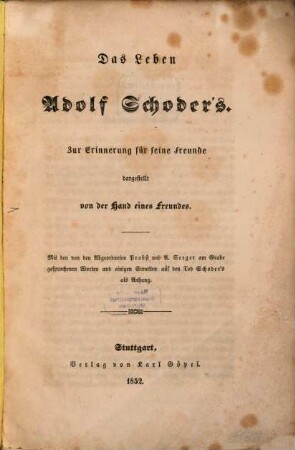 Das Leben
Adolf Schoder's.
Zur Erinnerung für seine Freunde
dargestellt
von der Hand eines Freundes.
Mit den von den Abgeordneten Probst und A. Seeger am Grabe
gesprochenen Worten und einigen Gedichten auf den Tod Schoder's
als Anhang.
Stuttgart,
Verlag von Karl Göpel.
1852.